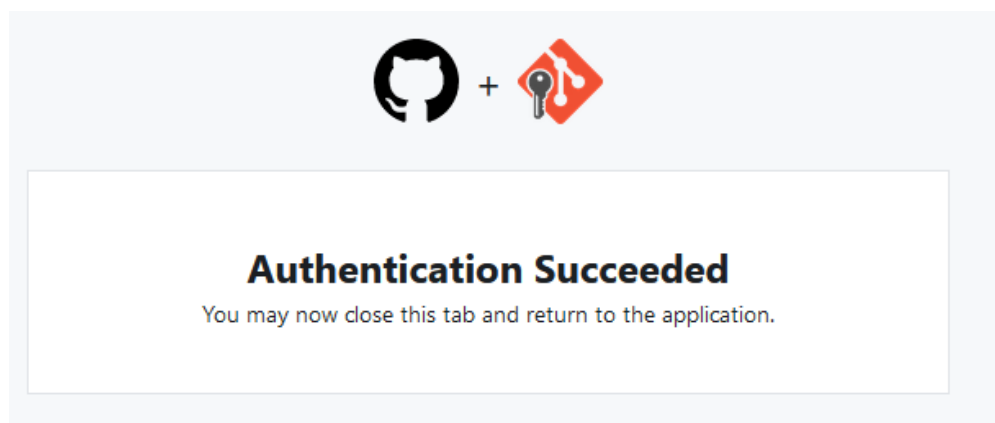 +
Authentication Succeeded
You may now close this tab and return to the application.